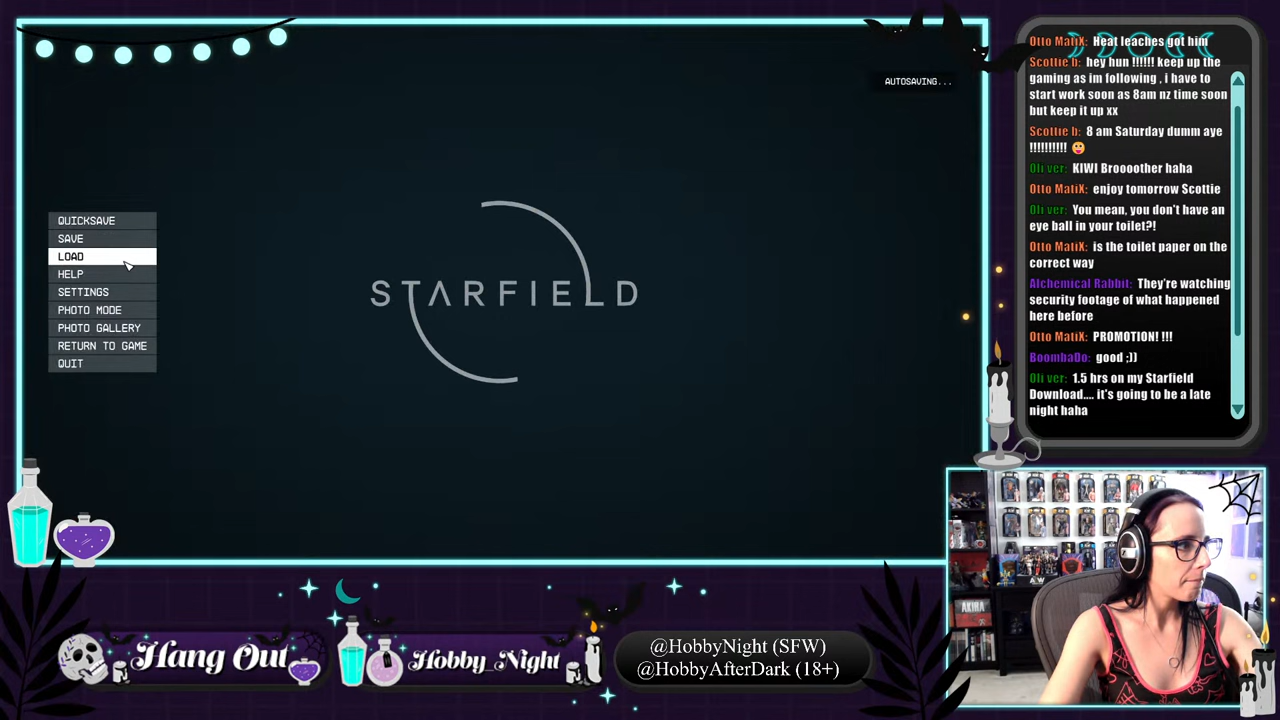 AUTOSAVING...
QUICKSAVE
SAVE
LOAD
HELP
SETTINGS
PHOTO MODE
PHOTO GALLERY
RETURN TO GAME
QUIT
STARFIELD
Otto MatiX: Heat leaches got him
Scottie b: hey hun !!!!!! keep up the
gaming as im following , i have to
start work soon as 8am nz time soon
but keep it up xx
Scottie b: 8 am Saturday dumm aye
!!!!!!!!!! 😛
Oli ver: KIWI Broooother haha
Otto MatiX: enjoy tomorrow Scottie
Oli ver: You mean, you don't have an
eye ball in your toilet?!
Otto MatiX: is the toilet paper on the
correct way
Alchemical Rabbit: They're watching
security footage of what happened
here before
Otto MatiX: PROMOTION! !!!
BoombaDo: good ;))
Oli ver: 1.5 hrs on my Starfield
Download.... it's going to be a late
night haha
AKIRA
Hang Out
Hobby_Night
@HobbyNight (SFW)
@HobbyAfterDark (18+)